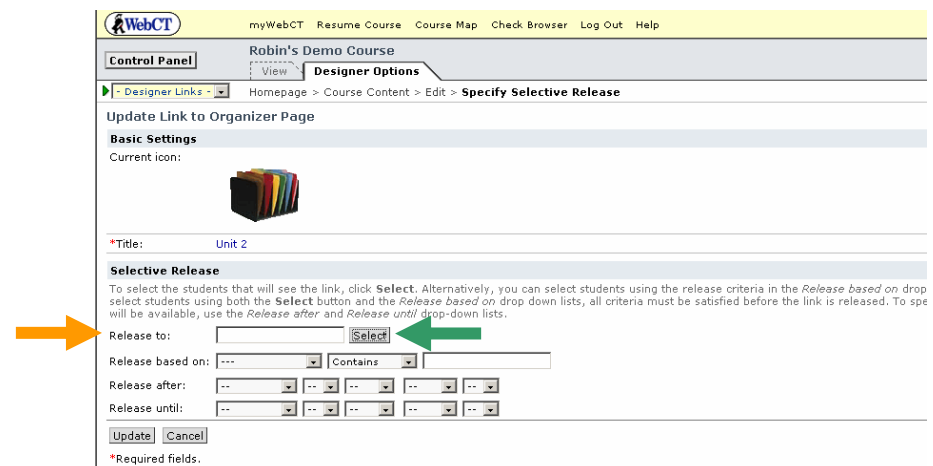 WebCT myWebCT Resume Course Course Map Check Browser Log Out Help
Control Panel
Robin's Demo Course
View Designer Options
- Designer Links - Homepage > Course Content > Edit > Specify Selective Release
Update Link to Organizer Page
Basic Settings
Current icon:
*Title: Unit 2
Selective Release
To select the students that will see the link, click Select. Alternatively, you can select students using the release criteria in the Release based on drop
select students using both the Select button and the Release based on drop down lists, all criteria must be satisfied before the link is released. To spe
will be available, use the Release after and Release until drop-down lists.
Release to: Select
Release based on: --- Contains
Release after: -- -- -- -- --
Release until: -- -- -- -- --
Update Cancel
*Required fields.